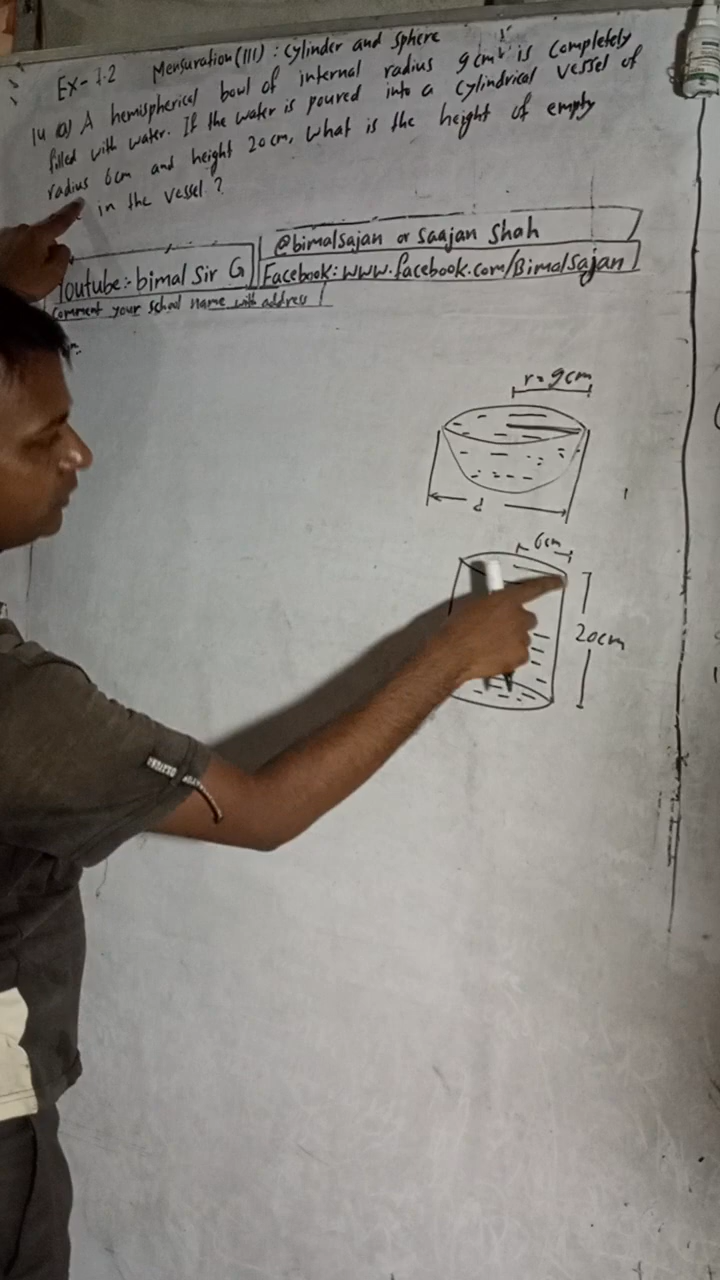 Ex-7.2 Mensuration(III) : cylinder and sphere
14 a) A hemispherical bowl of internal radius 9cm is completely
filled with water. If the water is poured into a cylindrical vessel of
radius 6cm and height 20cm, what is the height of empty
in the vessel ?
@bimalsajan or Saajan Shah
Youtube:- bimal Sir G
Facebook: www.facebook.com/Bimalsajan
Comment your school name with address
r= 9cm
d
6cm
20cm